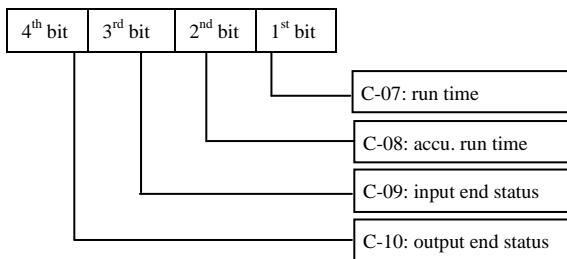 4th bit 3rd bit 2nd bit 1st bit
C-07: run time
C-08: accu. run time
C-09: input end status
C-10: output end status